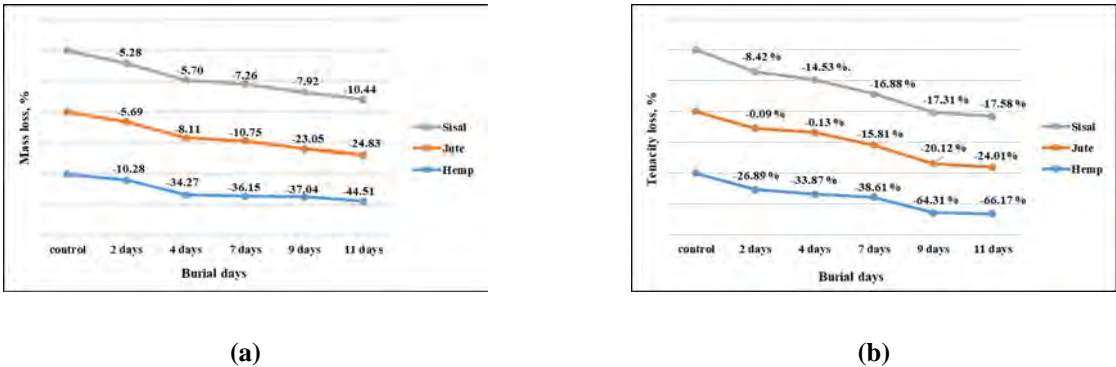 -5.28
-5.70
-7.26
-7.92
-10.44
-5.69
-8.11
-10.75
-23.05
-24.83
-10.28
-34.27
-36.15
-37.04
-44.51
Mass loss, %
Sisal
Jute
Hemp
control 2 days 4 days 7 days 9 days 11 days
Burial days
(a)
-8.42 %
-14.53 %.
-16.88 %
-17.31 %
-17.58 %
-0.09 %
-0.13 %
-15.81 %
-20.12 %
-24.01%
-26.89 %
-33.87 %
-38.61 %
-64.31 %
-66.17 %
Tenacity loss, %
Sisal
Jute
Hemp
control 2 days 4 days 7 days 9 days 11 days
Burial days
(b)